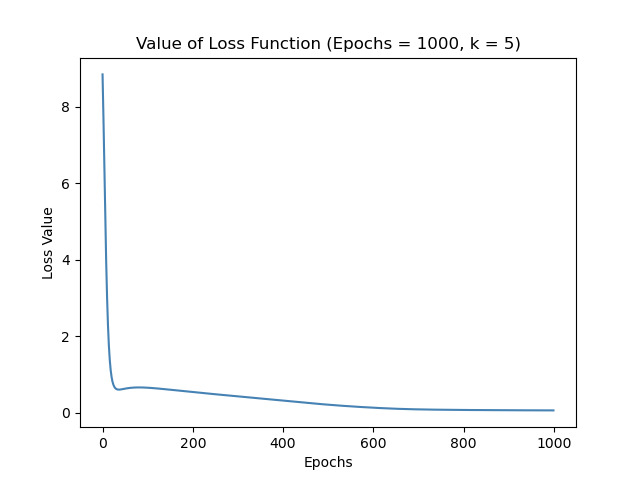 Value of Loss Function (Epochs = 1000, k = 5)
8
6
4
2
0
Loss Value
0 200 400 600 800 1000
Epochs